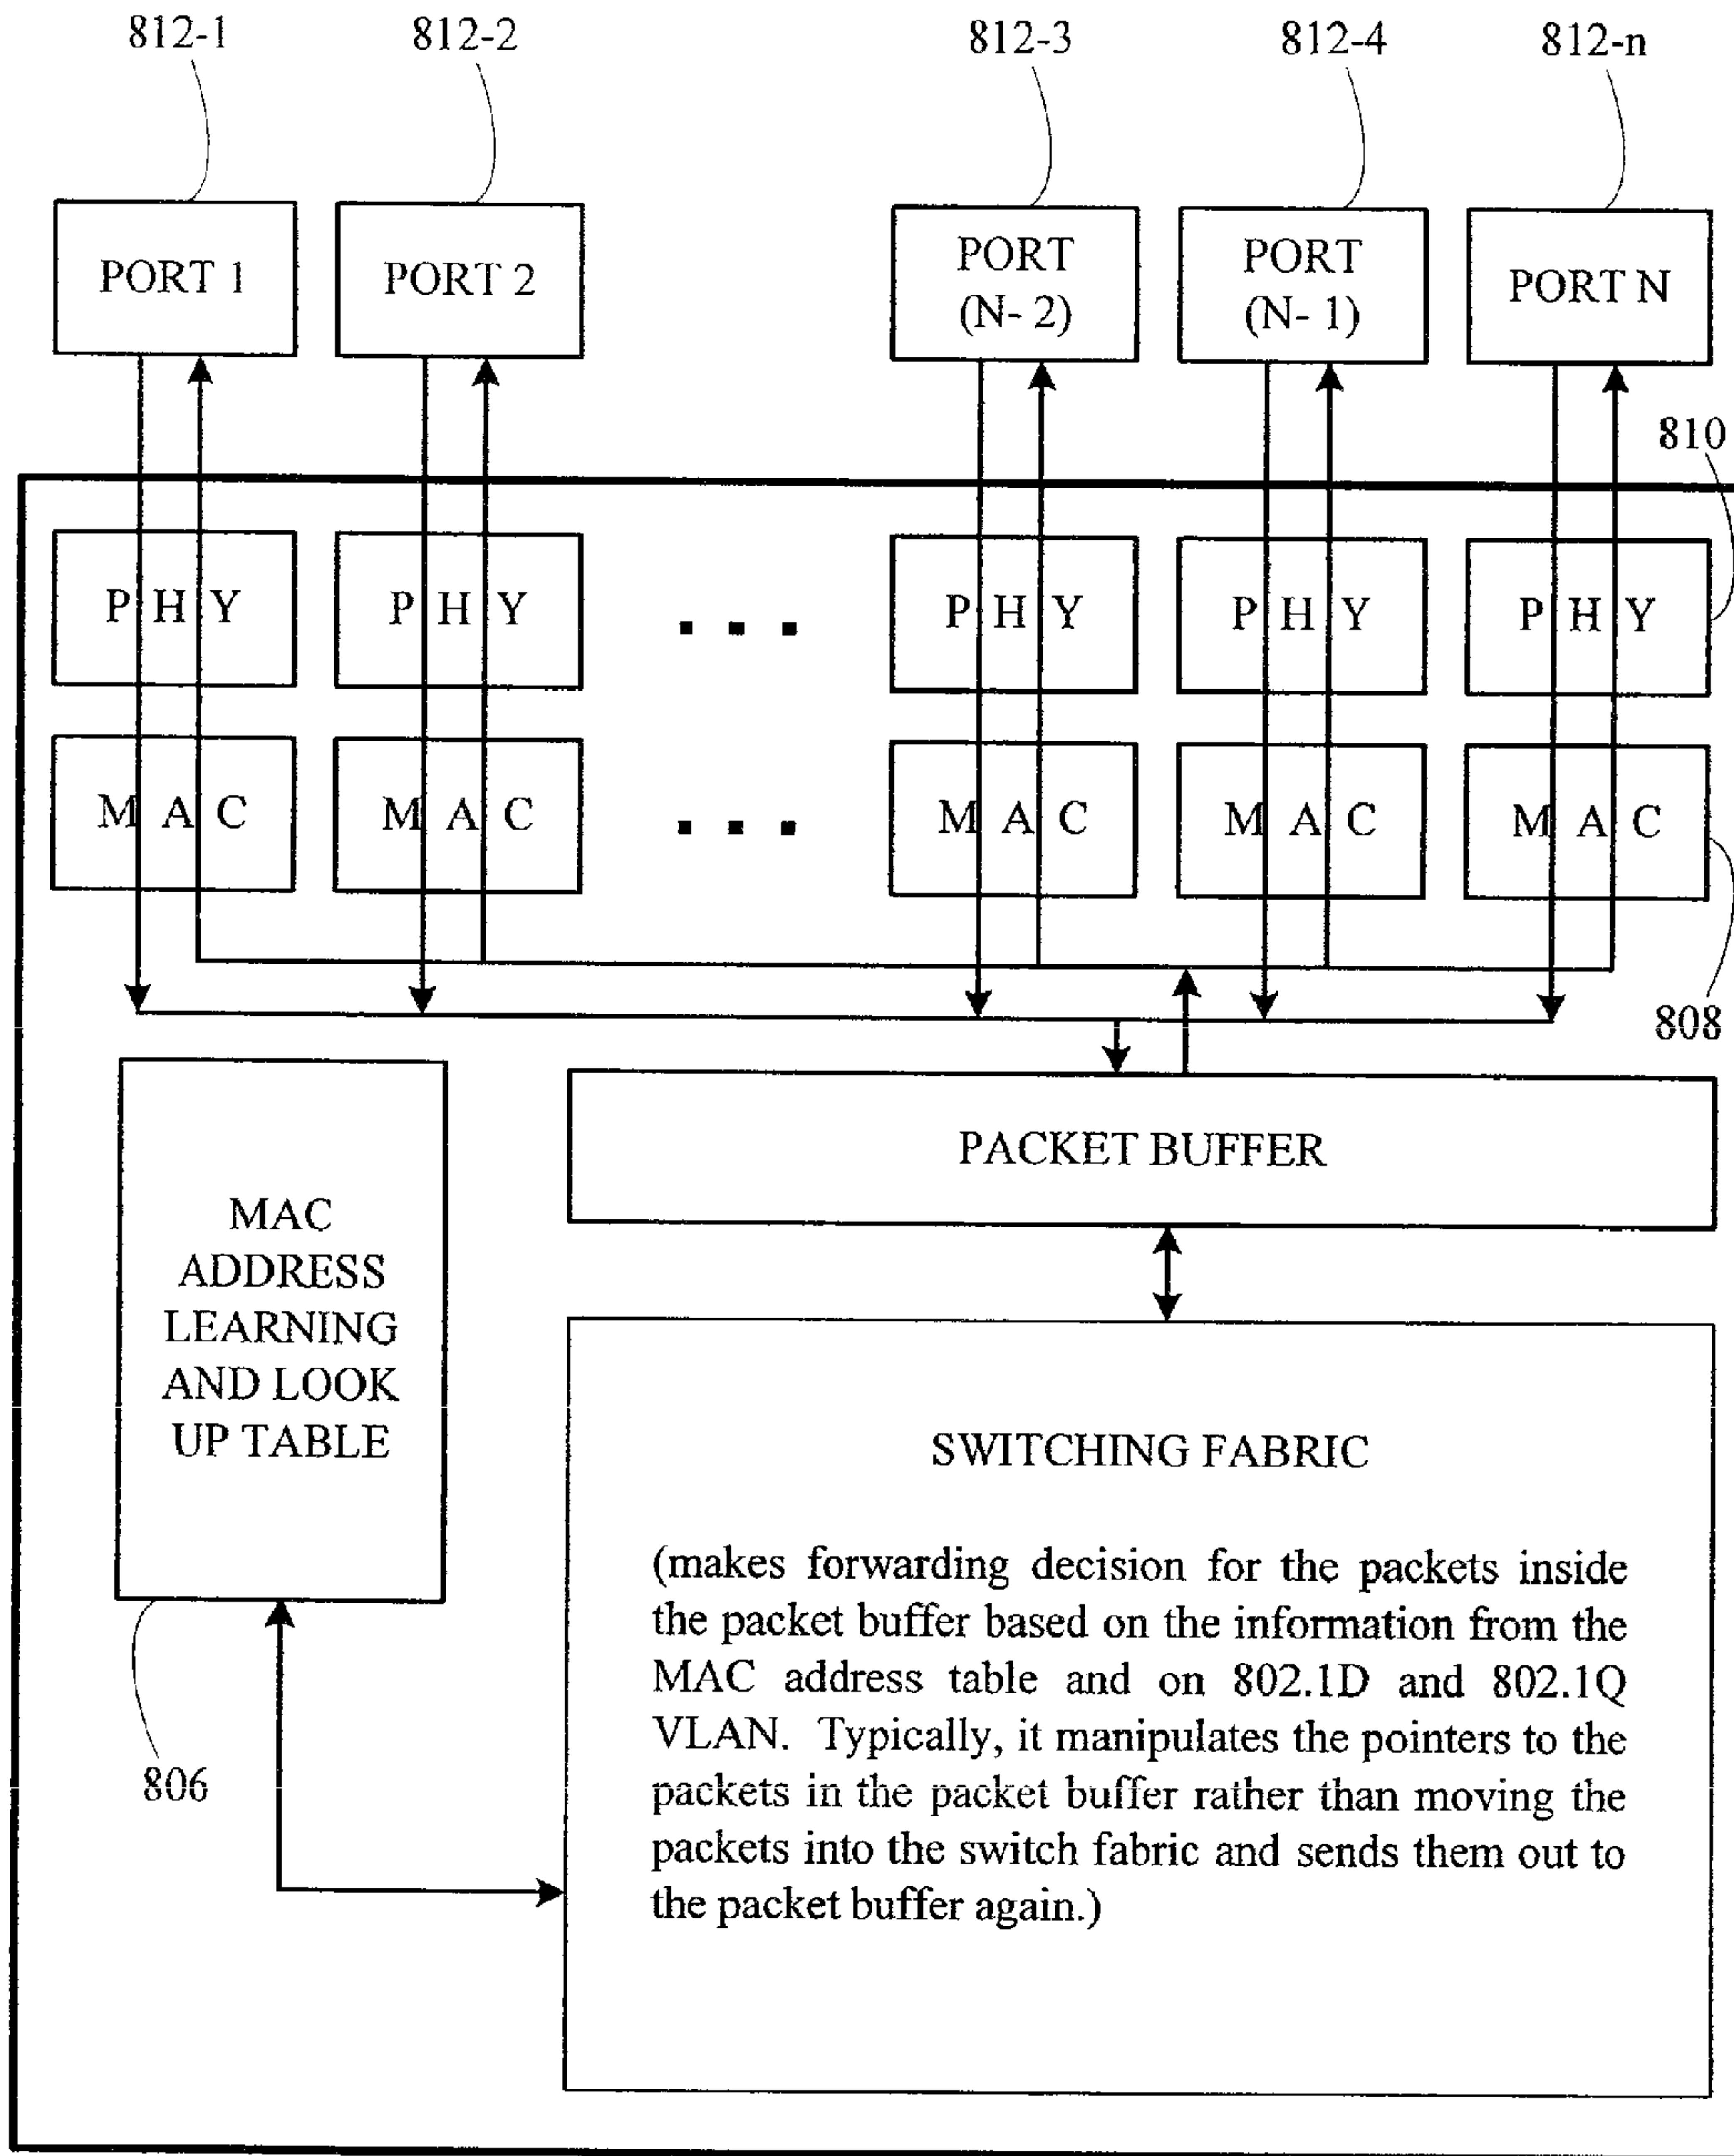 812-1 812-2 812-3 812-4 812-n
PORT 1 PORT 2 PORT (N- 2) PORT (N- 1) PORT N
810
P H Y P H Y P H Y P H Y P H Y
M A C M A C M A C M A C M A C
808
PACKET BUFFER
MAC
ADDRESS
LEARNING
AND LOOK
UP TABLE
806
SWITCHING FABRIC
(makes forwarding decision for the packets inside
the packet buffer based on the information from the
MAC address table and on 802.1D and 802.1Q
VLAN. Typically, it manipulates the pointers to the
packets in the packet buffer rather than moving the
packets into the switch fabric and sends them out to
the packet buffer again.)